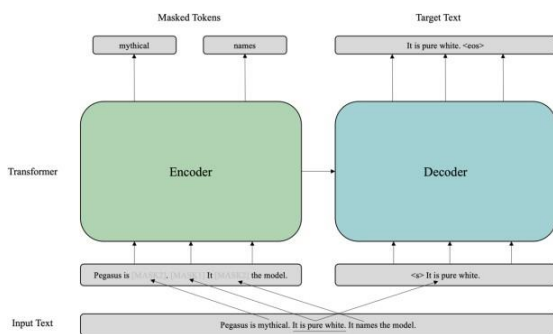 Masked Tokens
Target Text
mythical
names
It is pure white. <eos>
Transformer
Encoder
Decoder
Pegasus is [MASK2]. [MASK1] It [MASK2] the model.
<s> It is pure white.
Input Text
Pegasus is mythical. It is pure white. It names the model.